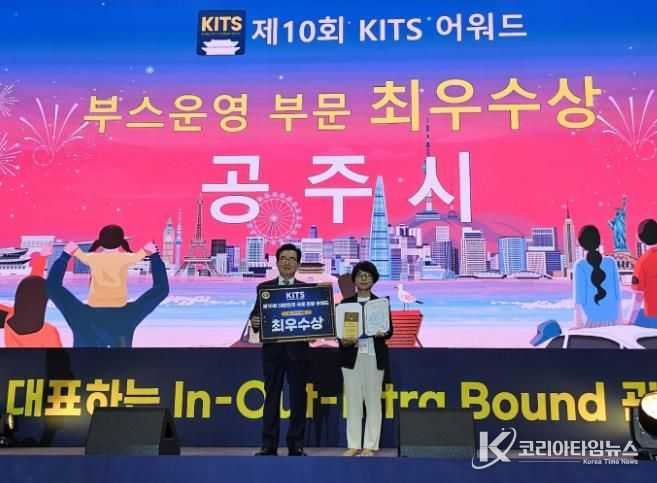 KITS
제10회 KITS 어워드
부스운영 부문 최우수상
공주시
KITS
최우수상
대표하는 In-Out-Intra Bound 관
코리아타임뉴스
Korea Time News